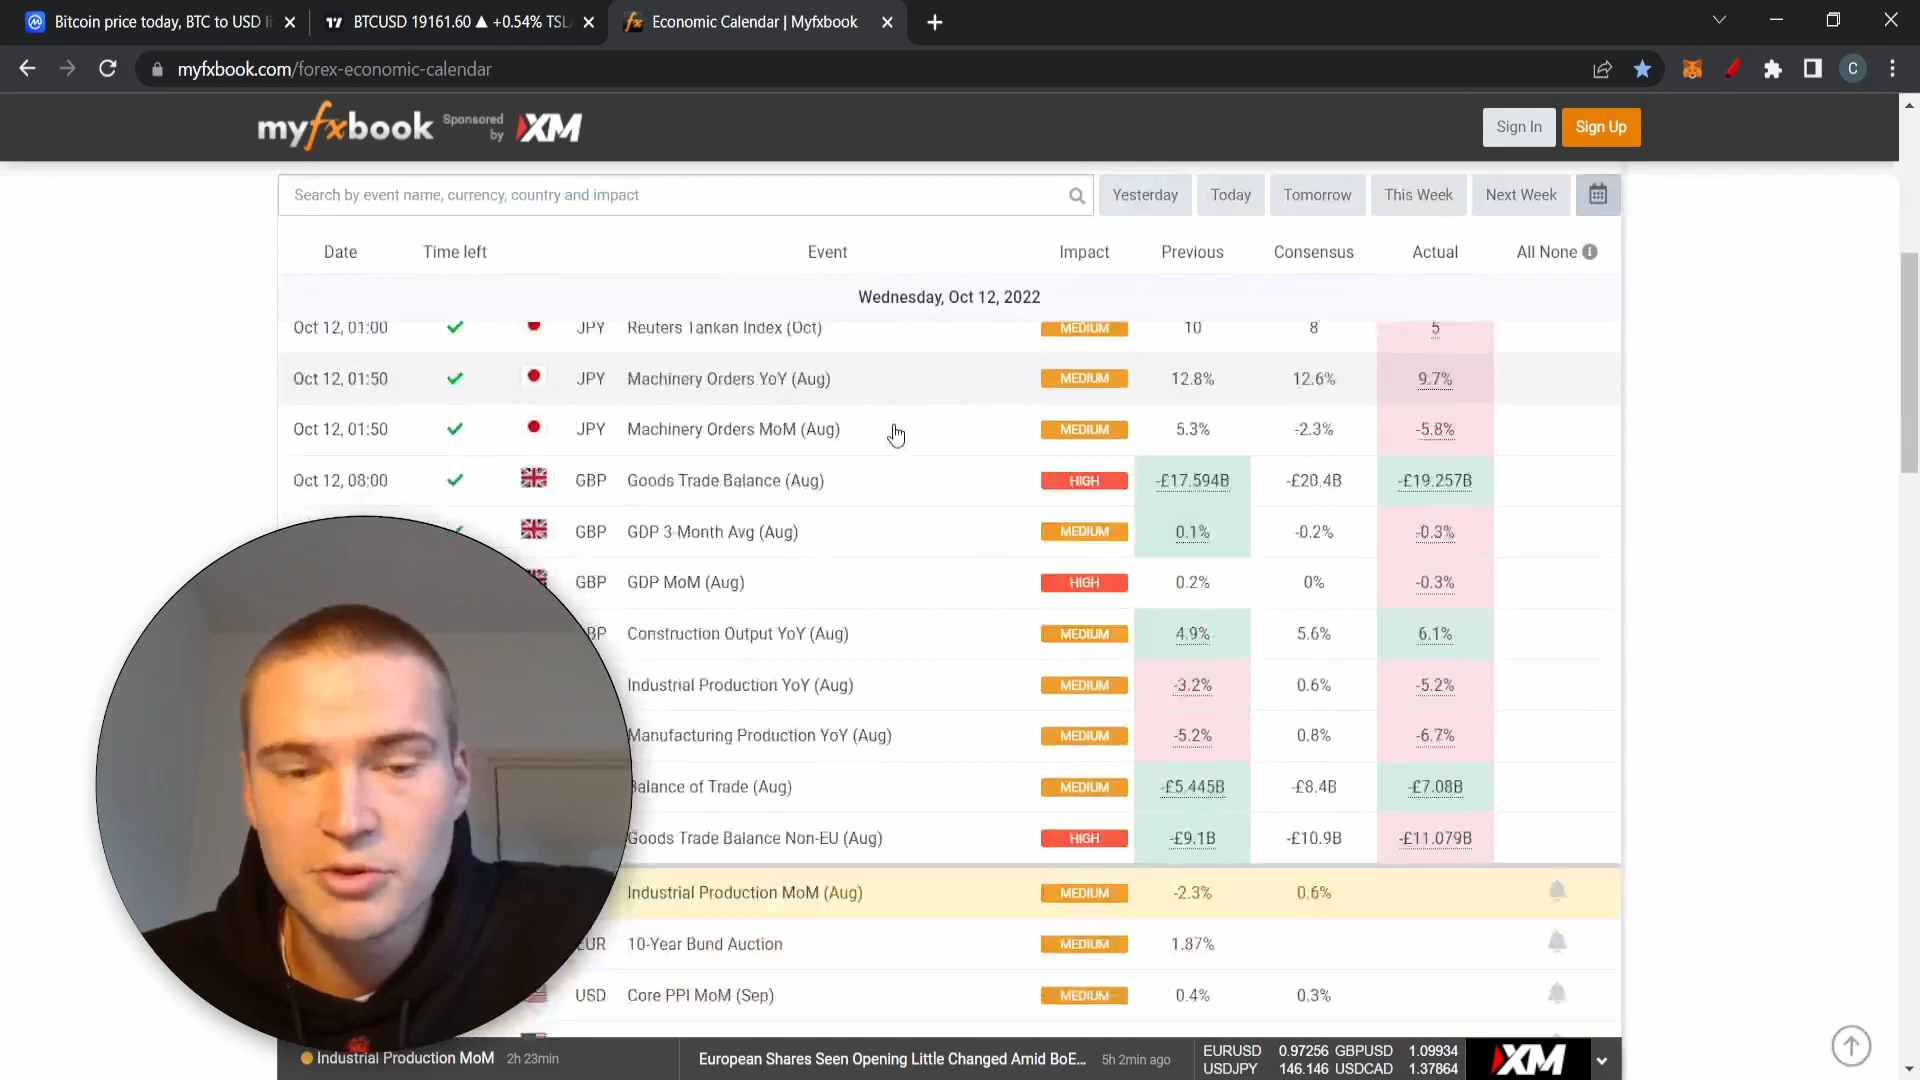 Bitcoin price today, BTC to USD li
BTCUSD 19161.60 ▲ +0.54% TSL
Economic Calendar | Myfxbook
myfxbook.com/forex-economic-calendar
C
myfxbook Sponsored by XM
Sign In
Sign Up
Search by event name, currency, country and impact
Yesterday
Today
Tomorrow
This Week
Next Week
Date Time left Event Impact Previous Consensus Actual All None
Wednesday, Oct 12, 2022
Oct 12, 01:00 JPY Reuters Tankan Index (Oct) MEDIUM 10 8 5
Oct 12, 01:50 JPY Machinery Orders YoY (Aug) MEDIUM 12.8% 12.6% 9.7%
Oct 12, 01:50 JPY Machinery Orders MoM (Aug) MEDIUM 5.3% -2.3% -5.8%
Oct 12, 08:00 GBP Goods Trade Balance (Aug) HIGH -£17.594B -£20.4B -£19.257B
GBP GDP 3-Month Avg (Aug) MEDIUM 0.1% -0.2% -0.3%
GBP GDP MoM (Aug) HIGH 0.2% 0% -0.3%
BP Construction Output YoY (Aug) MEDIUM 4.9% 5.6% 6.1%
Industrial Production YoY (Aug) MEDIUM -3.2% 0.6% -5.2%
Manufacturing Production YoY (Aug) MEDIUM -5.2% 0.8% -6.7%
Balance of Trade (Aug) MEDIUM -£5.445B -£8.4B -£7.08B
Goods Trade Balance Non-EU (Aug) HIGH -£9.1B -£10.9B -£11.079B
Industrial Production MoM (Aug) MEDIUM -2.3% 0.6%
EUR 10-Year Bund Auction MEDIUM 1.87%
USD Core PPI MoM (Sep) MEDIUM 0.4% 0.3%
Industrial Production MoM 2h 23min
European Shares Seen Opening Little Changed Amid BoE... 5h 2min ago
EURUSD 0.97256 GBPUSD 1.09934
USDJPY 146.146 USDCAD 1.37864
XM